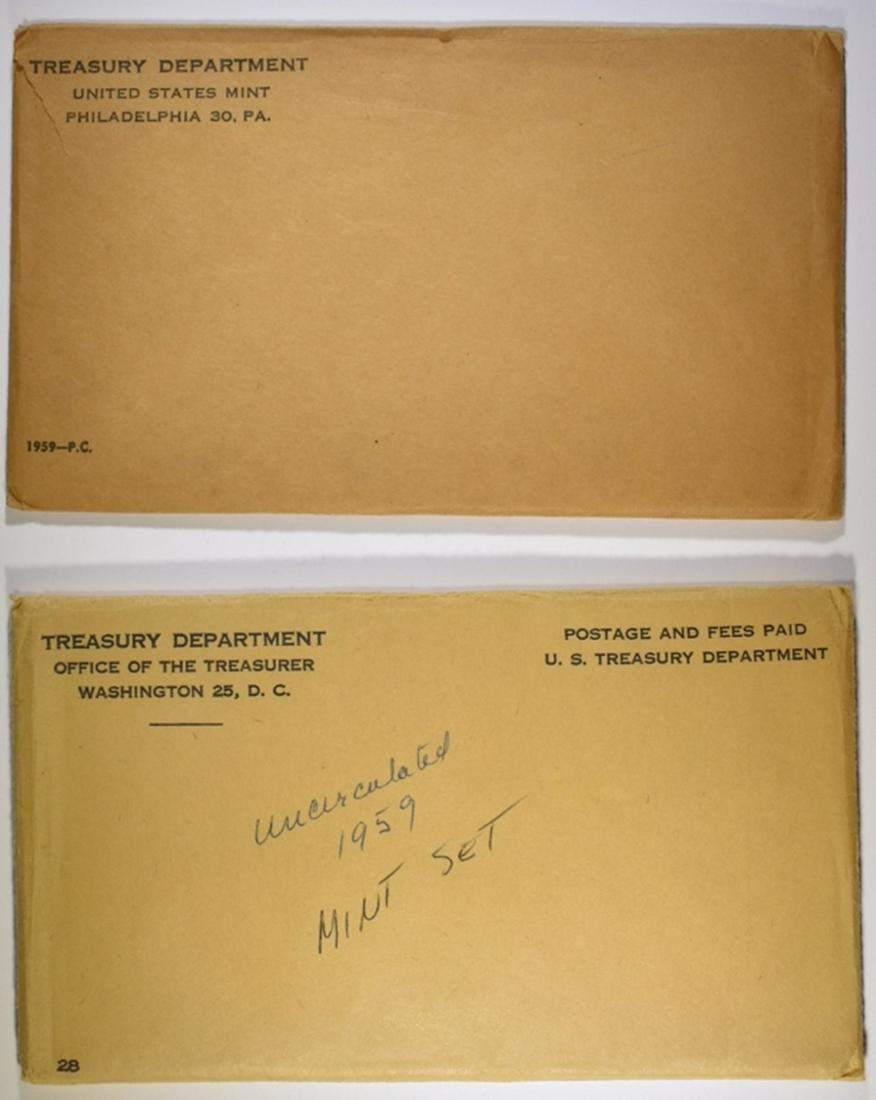 TREASURY DEPARTMENT
UNITED STATES MINT
PHILADELPHIA 30, PA.
1959—P.C.
TREASURY DEPARTMENT
OFFICE OF THE TREASURER
WASHINGTON 25, D. C.
POSTAGE AND FEES PAID
U. S. TREASURY DEPARTMENT
uncirculated
1959
MINT SET
28